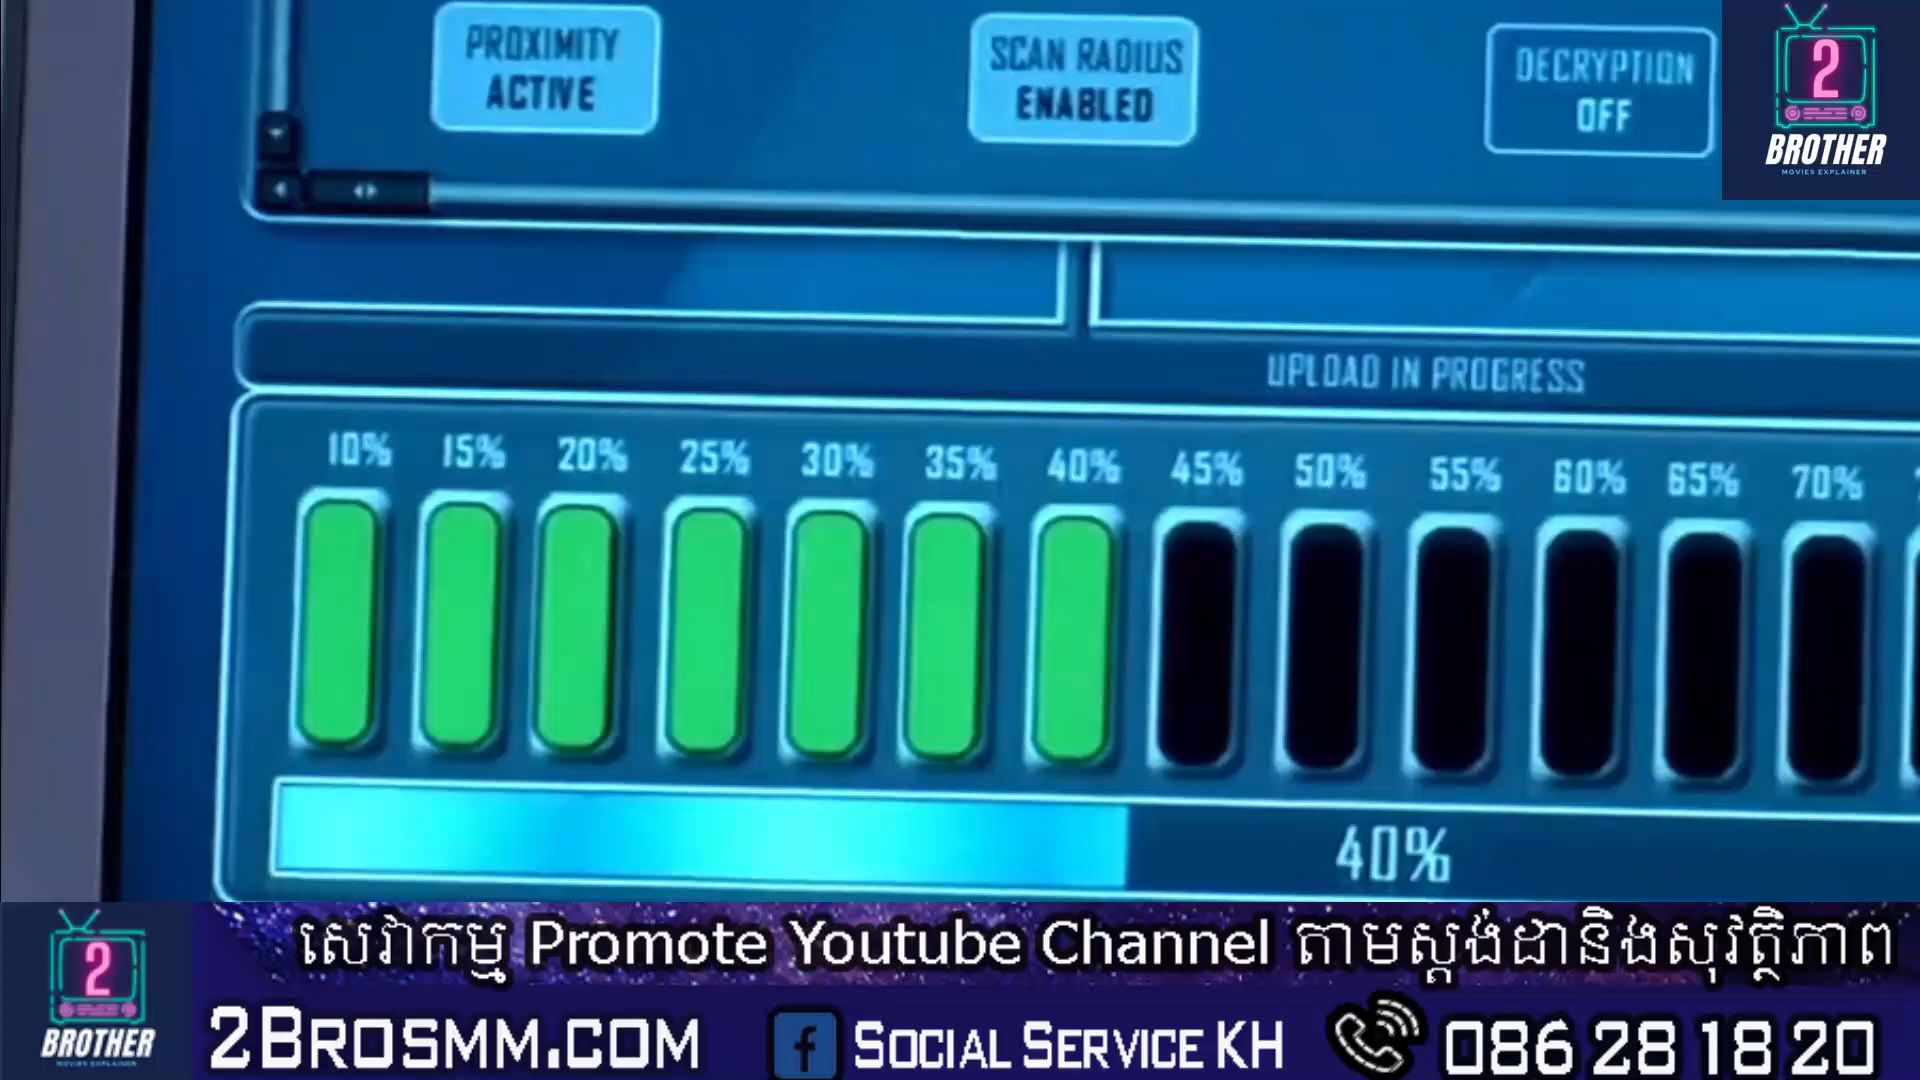 PROXIMITY
ACTIVE
SCAN RADIUS
ENABLED
DECRYPTION
OFF
2
BROTHER
MOVIES EXPLAINER
UPLOAD IN PROGRESS
10% 15% 20% 25% 30% 35% 40% 45% 50% 55% 60% 65% 70%
40%
2
BROTHER
MOVIES EXPLAINER
សេវាកម្ម Promote Youtube Channel តាមស្តង់ដានិងសុវត្ថិភាព
2Brosmm.com
f Social Service KH
086 28 18 20